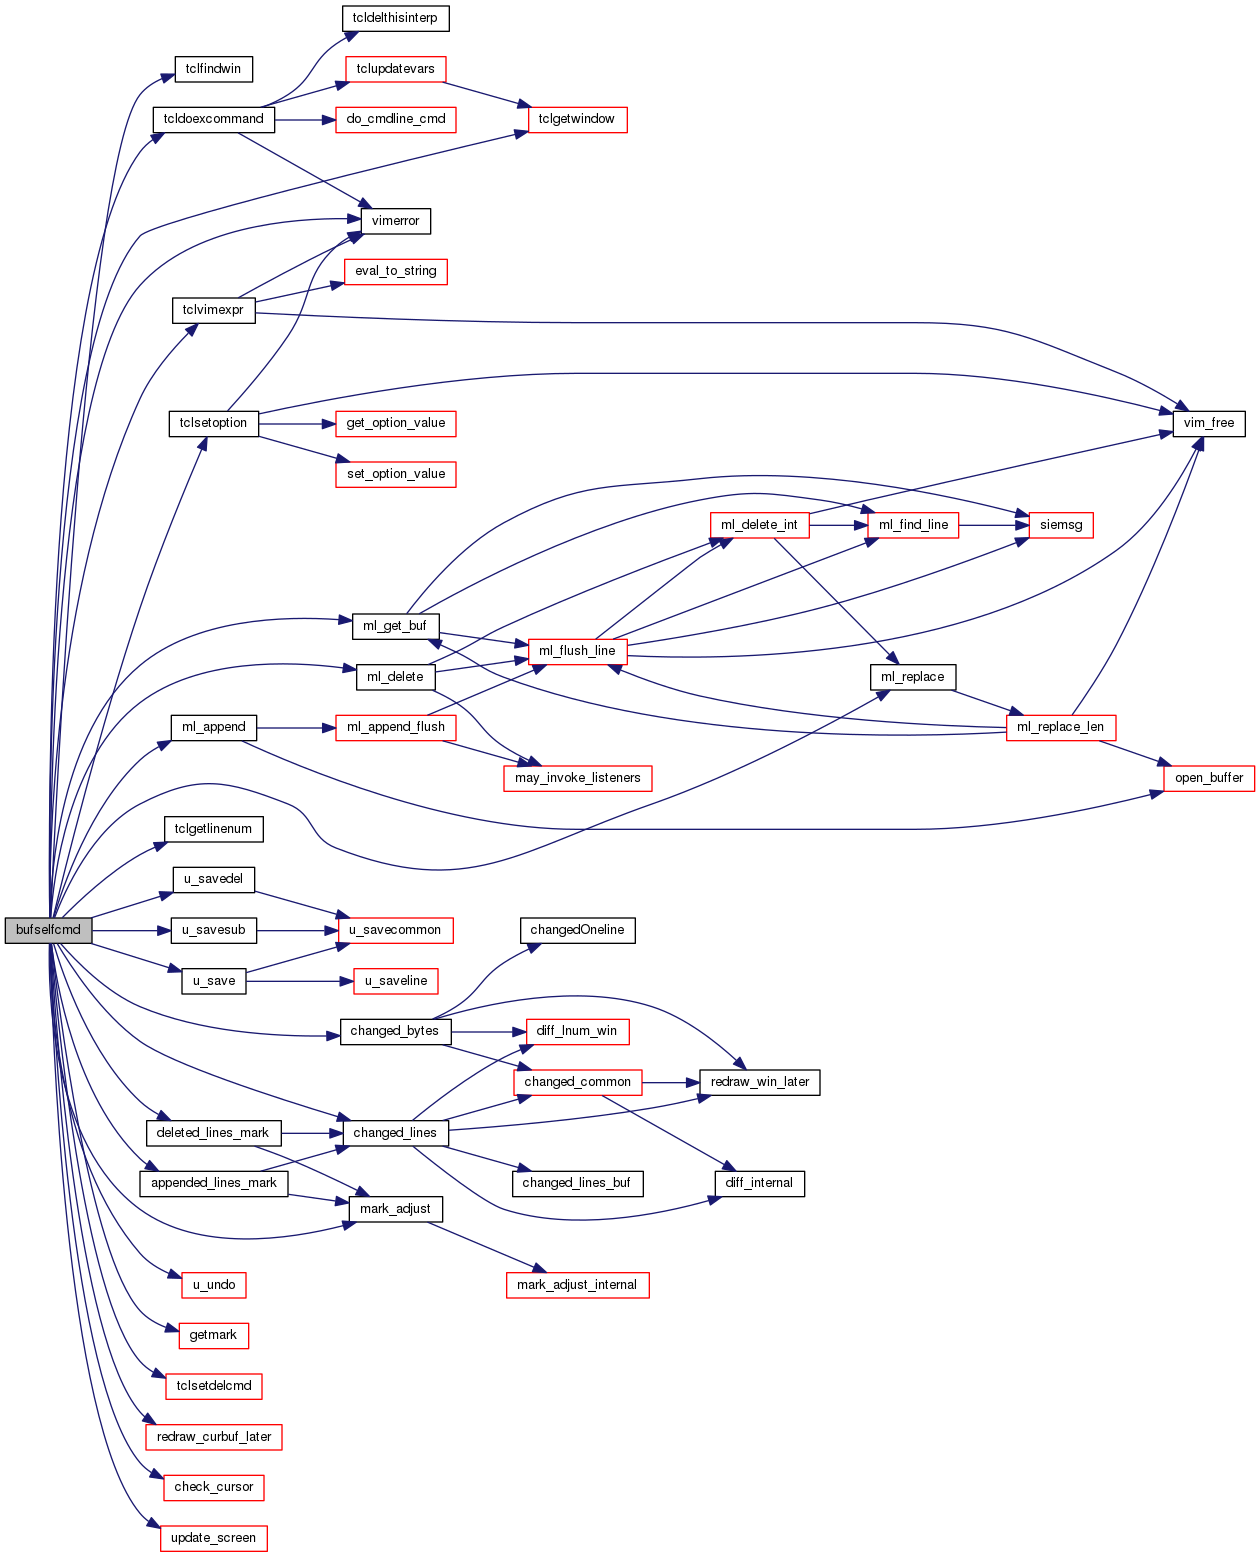 tcldelthisinterp
tclfindwin
tclupdatevars
tcldoexcommand
do_cmdline_cmd
tclgetwindow
vimerror
eval_to_string
tclvimexpr
tclsetoption
get_option_value
vim_free
set_option_value
ml_delete_int
ml_find_line
siemsg
ml_get_buf
ml_flush_line
ml_delete
ml_replace
ml_append
ml_append_flush
ml_replace_len
may_invoke_listeners
open_buffer
tclgetlinenum
u_savedel
bufselfcmd
u_savesub
u_savecommon
changedOneline
u_save
u_saveline
changed_bytes
diff_lnum_win
changed_common
redraw_win_later
deleted_lines_mark
changed_lines
appended_lines_mark
changed_lines_buf
diff_internal
mark_adjust
u_undo
mark_adjust_internal
getmark
tclsetdelcmd
redraw_curbuf_later
check_cursor
update_screen